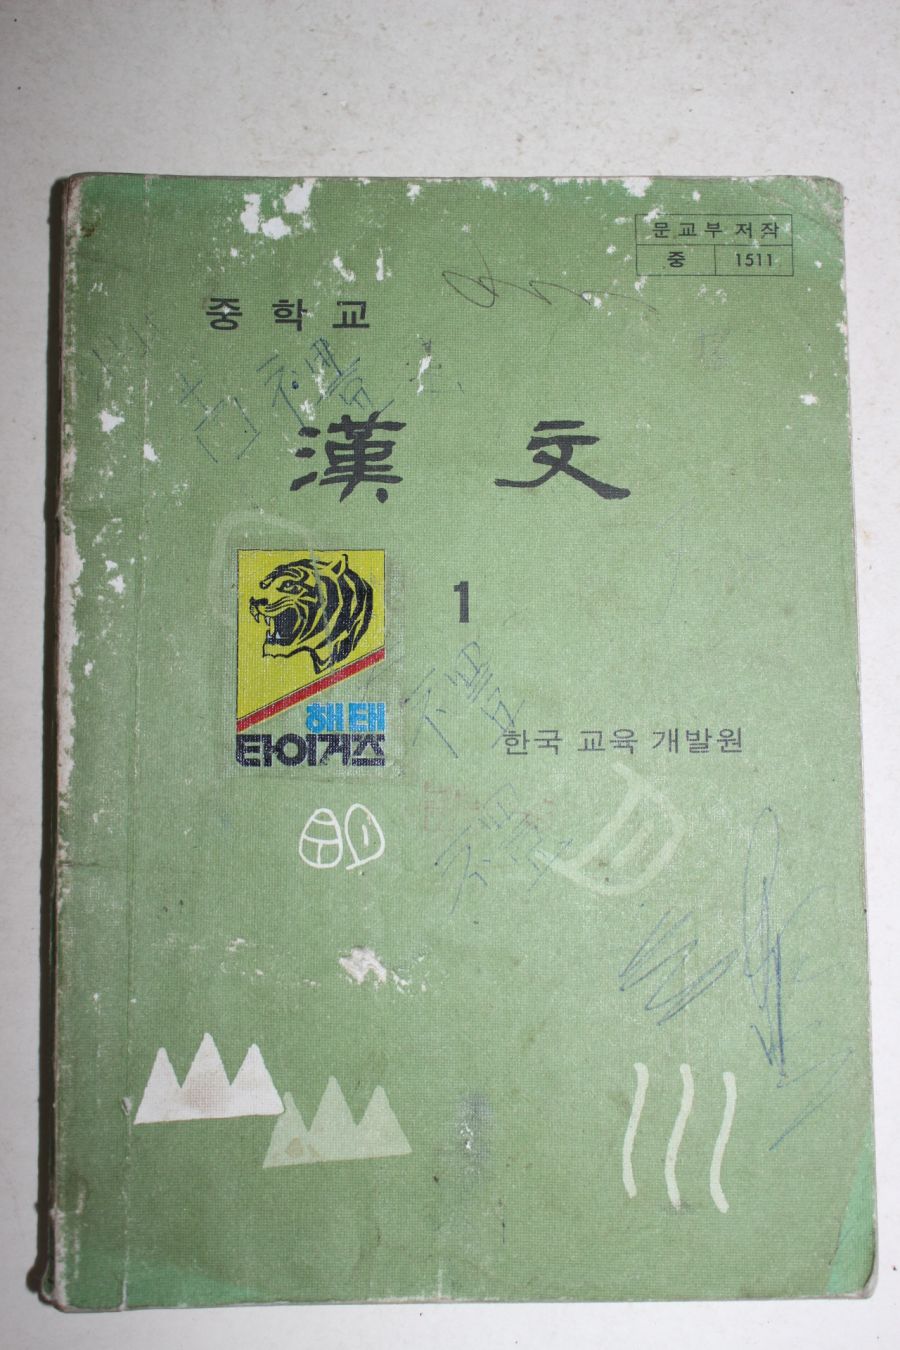 문교부 저작
중 1511
중학교
漢文
1
해태
타이거즈
한국 교육 개발원